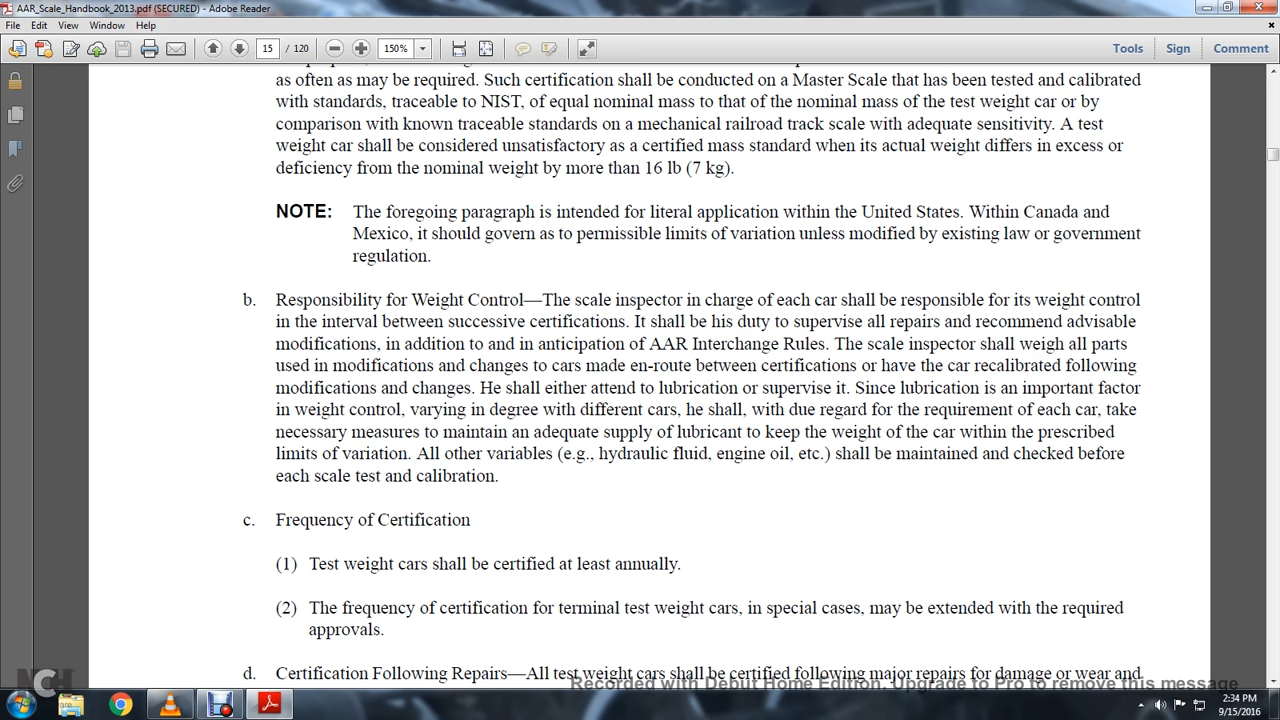 AAR_Scale_Handbook_2013.pdf (SECURED) - Adobe Reader
File Edit View Window Help
15 / 120 150% Tools Sign Comment
as often as may be required. Such certification shall be conducted on a Master Scale that has been tested and calibrated
with standards, traceable to NIST, of equal nominal mass to that of the nominal mass of the test weight car or by
comparison with known traceable standards on a mechanical railroad track scale with adequate sensitivity. A test
weight car shall be considered unsatisfactory as a certified mass standard when its actual weight differs in excess or
deficiency from the nominal weight by more than 16 lb (7 kg).
NOTE: The foregoing paragraph is intended for literal application within the United States. Within Canada and
Mexico, it should govern as to permissible limits of variation unless modified by existing law or government
regulation.
b. Responsibility for Weight Control—The scale inspector in charge of each car shall be responsible for its weight control
in the interval between successive certifications. It shall be his duty to supervise all repairs and recommend advisable
modifications, in addition to and in anticipation of AAR Interchange Rules. The scale inspector shall weigh all parts
used in modifications and changes to cars made en-route between certifications or have the car recalibrated following
modifications and changes. He shall either attend to lubrication or supervise it. Since lubrication is an important factor
in weight control, varying in degree with different cars, he shall, with due regard for the requirement of each car, take
necessary measures to maintain an adequate supply of lubricant to keep the weight of the car within the prescribed
limits of variation. All other variables (e.g., hydraulic fluid, engine oil, etc.) shall be maintained and checked before
each scale test and calibration.
c. Frequency of Certification
(1) Test weight cars shall be certified at least annually.
(2) The frequency of certification for terminal test weight cars, in special cases, may be extended with the required
approvals.
d. Certification Following Repairs—All test weight cars shall be certified following major repairs for damage or wear and
Recorded with Debut Home Edition. Upgrade to Pro to remove this message
NCH
2:34 PM
9/15/2016